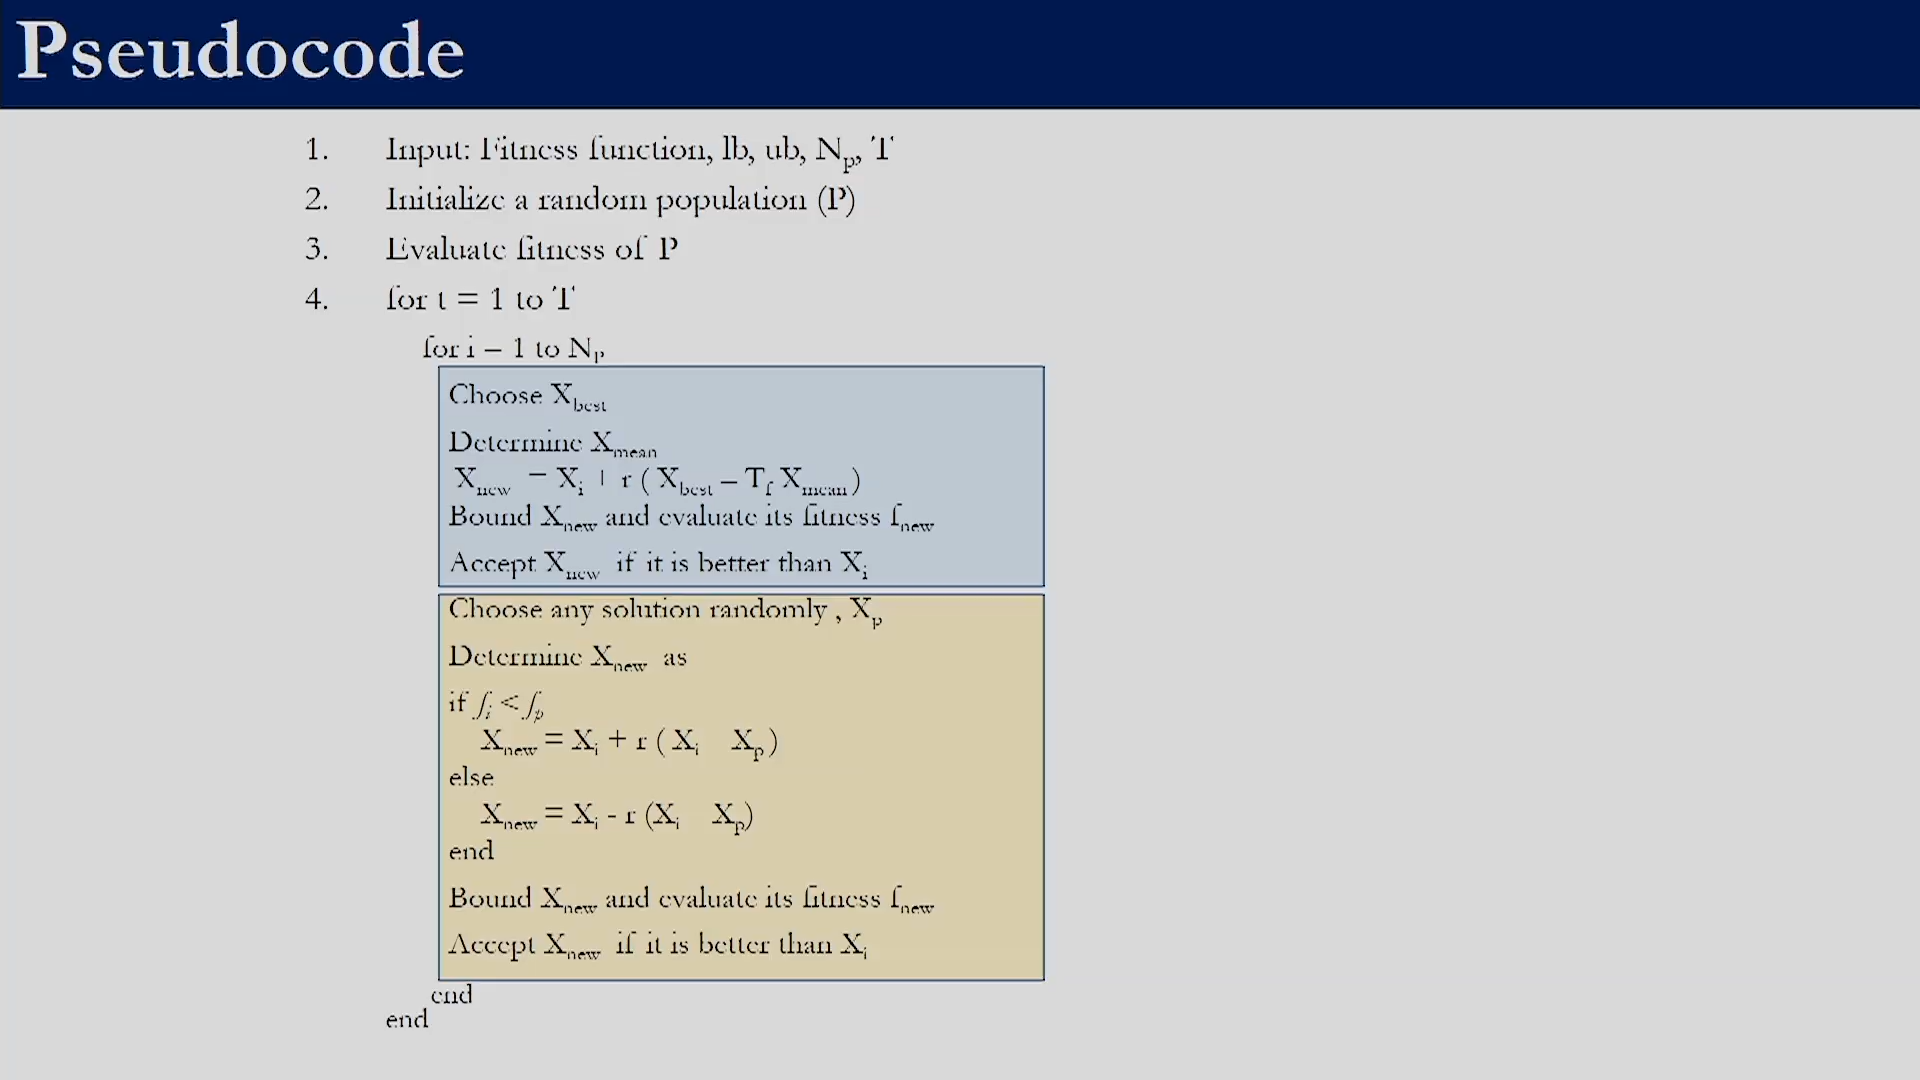 Pseudocode
1. Input: Fitness function, lb, ub, Np, T
2. Initialize a random population (P)
3. Evaluate fitness of P
4. for t = 1 to T
for i = 1 to Np
Choose Xbest
Determine Xmean
Xnew = Xi + r ( Xbest – Tf Xmean )
Bound Xnew and evaluate its fitness fnew
Accept Xnew if it is better than Xi
Choose any solution randomly , Xp
Determine Xnew as
if fi < fp
Xnew = Xi + r ( Xi Xp )
else
Xnew = Xi - r (Xi Xp)
end
Bound Xnew and evaluate its fitness fnew
Accept Xnew if it is better than Xi
end
end